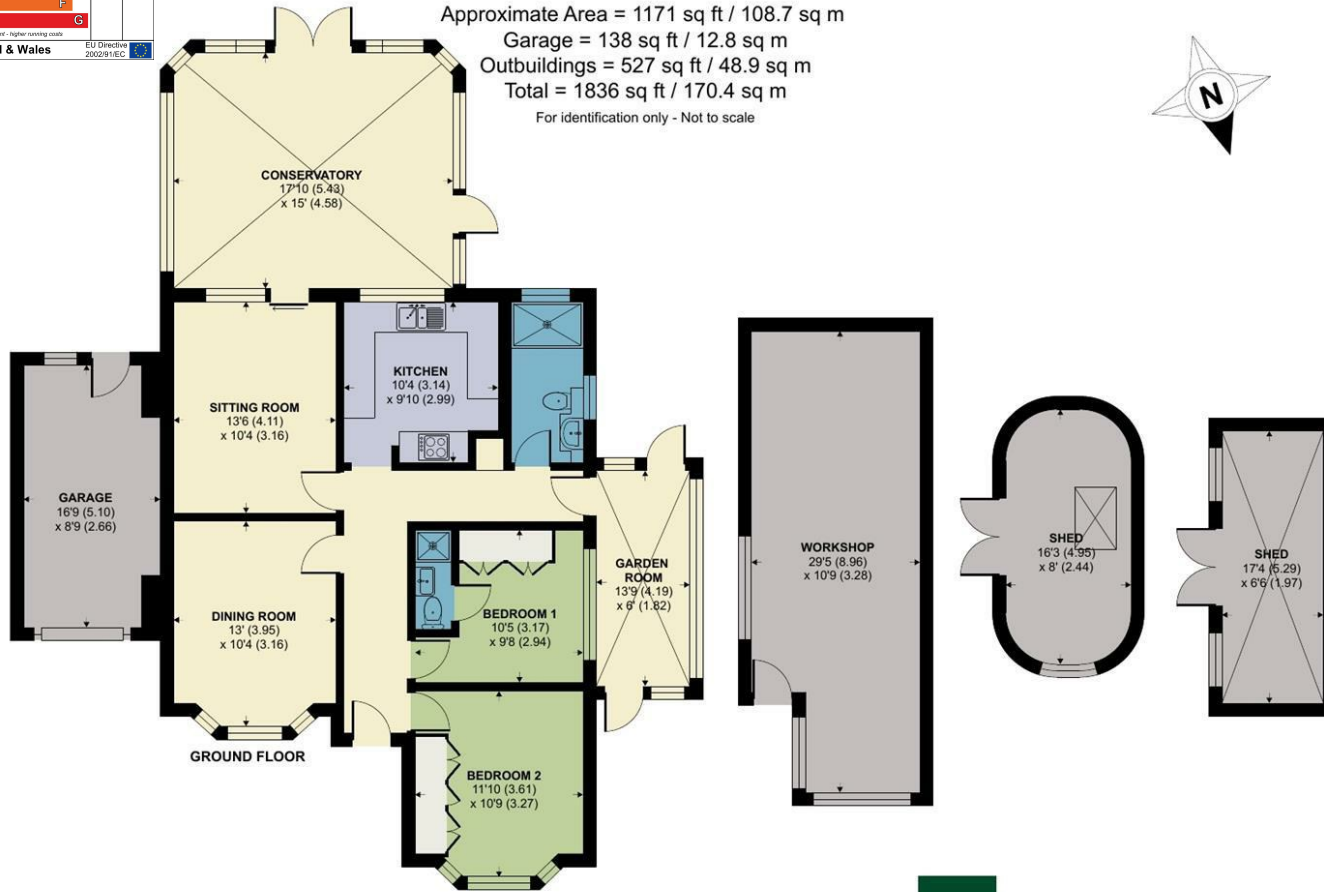 F
G
nt - higher running costs
d & Wales
EU Directive
2002/91/EC
Approximate Area = 1171 sq ft / 108.7 sq m
Garage = 138 sq ft / 12.8 sq m
Outbuildings = 527 sq ft / 48.9 sq m
Total = 1836 sq ft / 170.4 sq m
For identification only - Not to scale
N
CONSERVATORY
17'10 (5.43)
x 15' (4.58)
KITCHEN
10'4 (3.14)
x 9'10 (2.99)
SITTING ROOM
13'6 (4.11)
x 10'4 (3.16)
GARAGE
16'9 (5.10)
x 8'9 (2.66)
DINING ROOM
13' (3.95)
x 10'4 (3.16)
GARDEN
ROOM
13'9 (4.19)
x 6' (1.82)
BEDROOM 1
10'5 (3.17)
x 9'8 (2.94)
BEDROOM 2
11'10 (3.61)
x 10'9 (3.27)
GROUND FLOOR
WORKSHOP
29'5 (8.96)
x 10'9 (3.28)
SHED
16'3 (4.95)
x 8' (2.44)
SHED
17'4 (5.29)
x 6'6 (1.97)